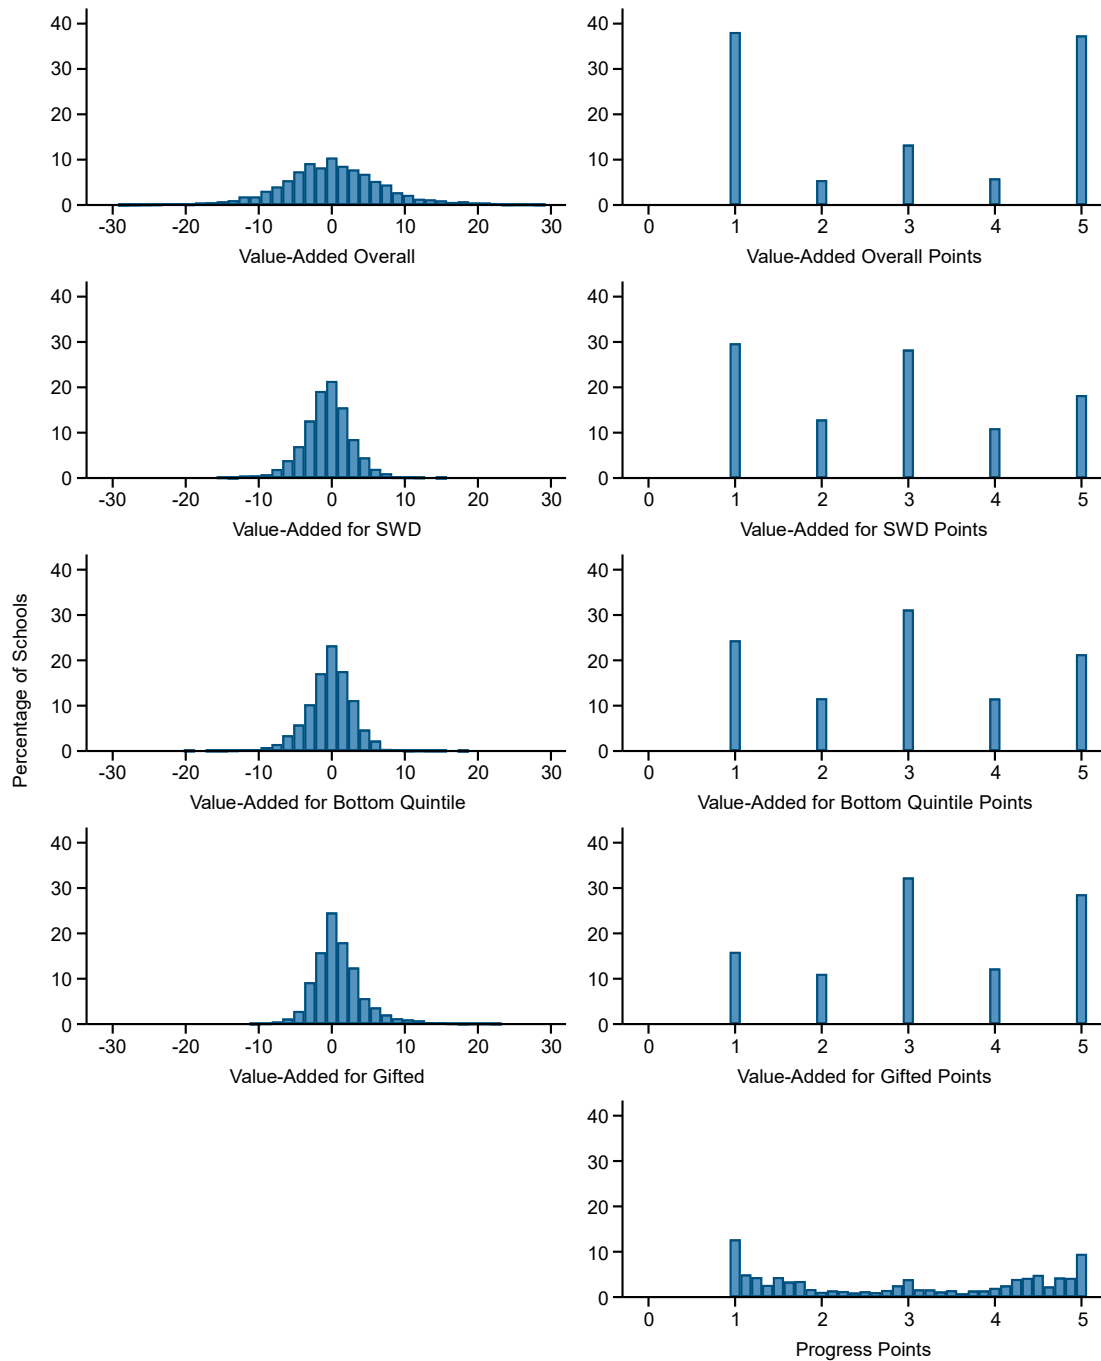 Percentage of Schools
40
30
20
10
0
-30 -20 -10 0 10 20 30
Value-Added Overall
40
30
20
10
0
0 1 2 3 4 5
Value-Added Overall Points
40
30
20
10
0
-30 -20 -10 0 10 20 30
Value-Added for SWD
40
30
20
10
0
0 1 2 3 4 5
Value-Added for SWD Points
40
30
20
10
0
-30 -20 -10 0 10 20 30
Value-Added for Bottom Quintile
40
30
20
10
0
0 1 2 3 4 5
Value-Added for Bottom Quintile Points
40
30
20
10
0
-30 -20 -10 0 10 20 30
Value-Added for Gifted
40
30
20
10
0
0 1 2 3 4 5
Value-Added for Gifted Points
40
30
20
10
0
0 1 2 3 4 5
Progress Points